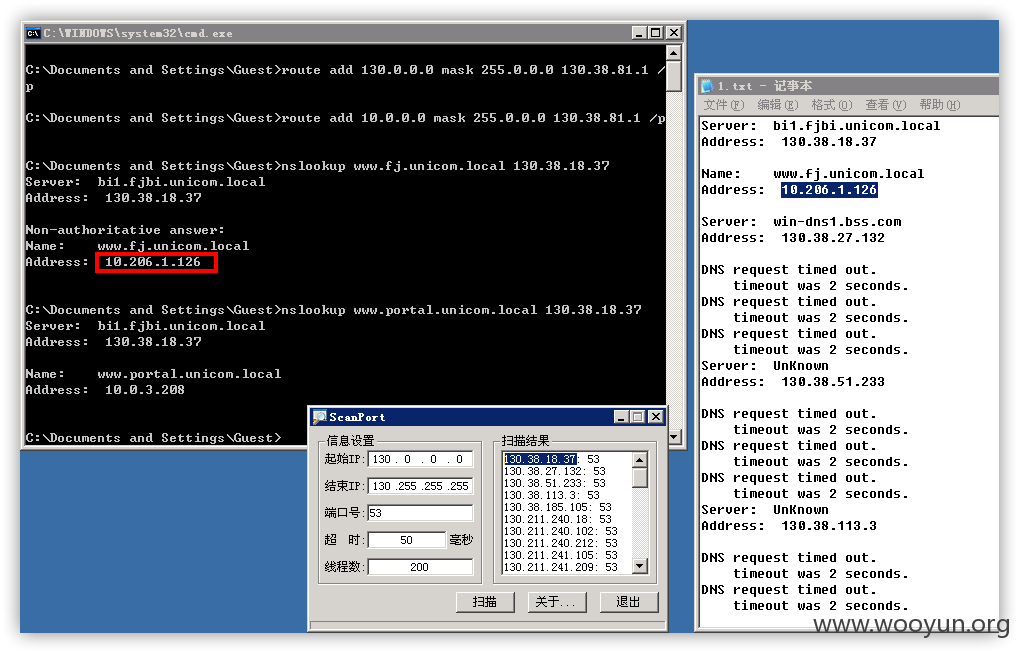 C:\WINDOWS\system32\cmd.exe
C:\Documents and Settings\Guest>route add 130.0.0.0 mask 255.0.0.0 130.38.81.1 /
p
C:\Documents and Settings\Guest>route add 10.0.0.0 mask 255.0.0.0 130.38.81.1 /p
C:\Documents and Settings\Guest>nslookup www.fj.unicom.local 130.38.18.37
Server:  bi1.fjbi.unicom.local
Address:  130.38.18.37
Non-authoritative answer:
Name:    www.fj.unicom.local
Address:  10.206.1.126
C:\Documents and Settings\Guest>nslookup www.portal.unicom.local 130.38.18.37
Server:  bi1.fjbi.unicom.local
Address:  130.38.18.37
Name:    www.portal.unicom.local
Address:  10.0.3.208
C:\Documents and Settings\Guest>
ScanPort
信息设置
起始IP: 130 . 0 . 0 . 0
结束IP: 130 .255 .255 .255
端口号: 53
超 时: 50 毫秒
线程数: 200
扫描结果
130.38.18.37: 53
130.38.27.132: 53
130.38.51.233: 53
130.38.113.3: 53
130.38.185.105: 53
130.211.240.18: 53
130.211.240.102: 53
130.211.240.212: 53
130.211.241.105: 53
130.211.241.209: 53
扫描 关于... 退出
1.txt - 记事本
文件(F) 编辑(E) 格式(O) 查看(V) 帮助(H)
Server:  bi1.fjbi.unicom.local
Address:  130.38.18.37
Name:    www.fj.unicom.local
Address:  10.206.1.126
Server:  win-dns1.bss.com
Address:  130.38.27.132
DNS request timed out.
timeout was 2 seconds.
DNS request timed out.
timeout was 2 seconds.
DNS request timed out.
timeout was 2 seconds.
Server:  UnKnown
Address:  130.38.51.233
DNS request timed out.
timeout was 2 seconds.
DNS request timed out.
timeout was 2 seconds.
DNS request timed out.
timeout was 2 seconds.
Server:  UnKnown
Address:  130.38.113.3
DNS request timed out.
timeout was 2 seconds.
DNS request timed out.
timeout was 2 seconds.
www.wooyun.org